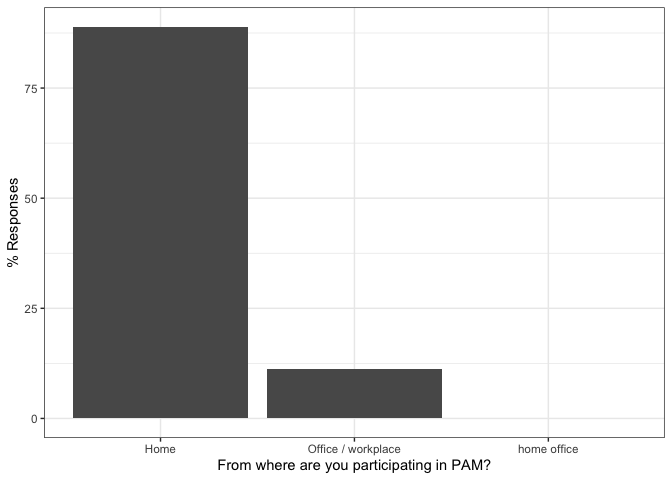 % Responses
75
50
25
0
Home
Office / workplace
home office
From where are you participating in PAM?